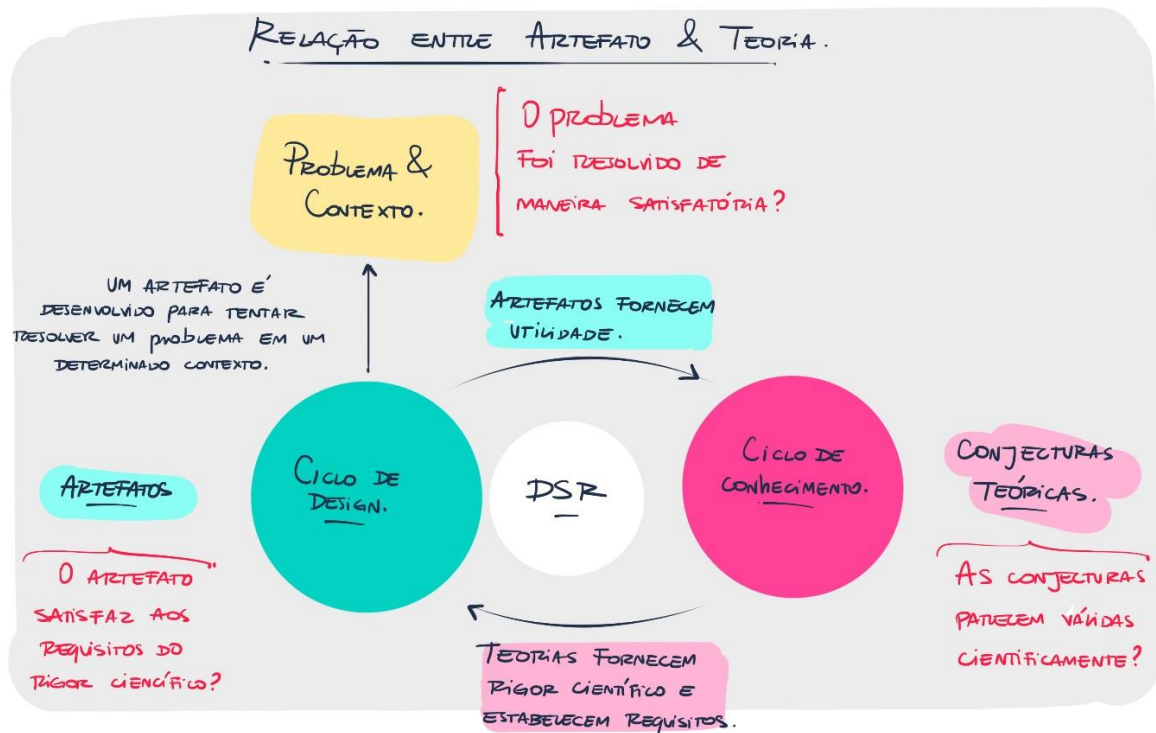 RELAÇÃO ENTRE ARTEFATO & TEORIA.
PROBLEMA &
CONTEXTO.
O PROBLEMA
FOI RESOLVIDO DE
MANEIRA SATISFATÓRIA?
UM ARTEFATO É
DESENVOLVIDO PARA TENTAR
RESOLVER UM PROBLEMA EM UM
DETERMINADO CONTEXTO.
ARTEFATOS FORNECEM
UTILIDADE.
ARTEFATOS
O ARTEFATO
SATISFAZ AOS
REQUISITOS DO
RIGOR CIENCÍFICO?
CICLO DE
DESIGN.
DSR
CICLO DE
CONHECIMENTO.
CONJECTURAS
TEÓRICAS.
AS CONJECTURAS
PARECEM VÁLIDAS
CIENTIFICAMENTE?
TEORIAS FORNECEM
RIGOR CIENTÍFICO E
ESTABELECEM REQUISITOS.